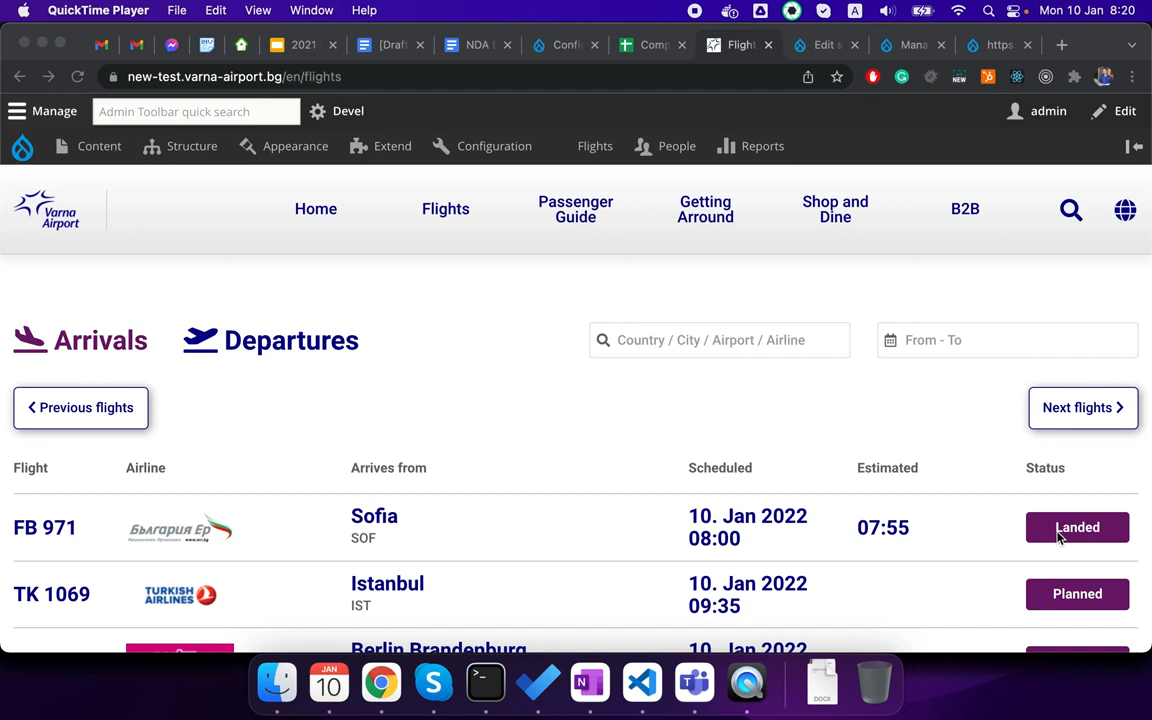 QuickTime Player File Edit View Window Help Mon 10 Jan 8:20
2021 [Draft NDA Confi Comp Flight Edit s Mana https
new-test.varna-airport.bg/en/flights NEW
Manage Admin Toolbar quick search Devel admin Edit
Content Structure Appearance Extend Configuration Flights People Reports
Varna
Airport
Home Flights Passenger
Guide Getting
Arround Shop and
Dine B2B
Arrivals Departures Country / City / Airport / Airline From - To
Previous flights Next flights
Flight Airline Arrives from Scheduled Estimated Status
FB 971 България Ер Sofia
SOF 10. Jan 2022
08:00 07:55 Landed
TK 1069 TURKISH
AIRLINES Istanbul
IST 10. Jan 2022
09:35 Planned
Berlin Brandenburg 10. Jan 2022
JAN
10
DOCX